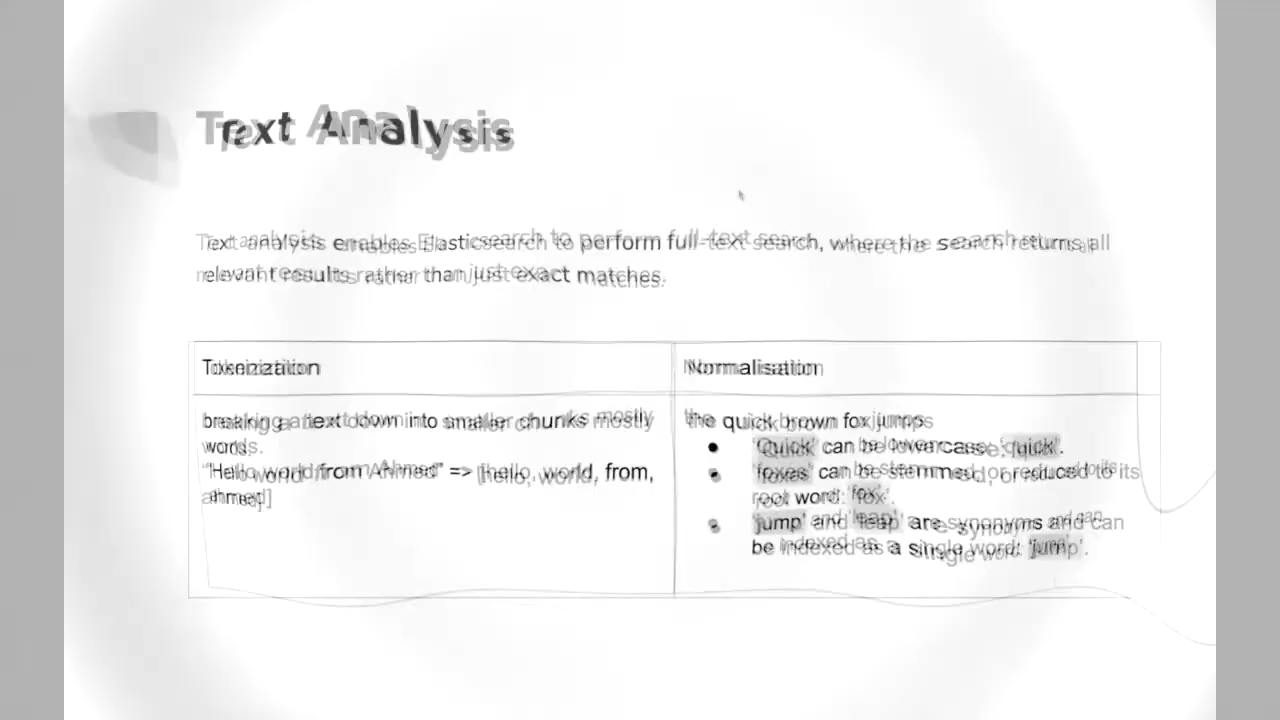 Text Analysis
Text analysis enables Elasticsearch to perform full-text search, where the search returns all
relevant results rather than just exact matches.
Tokenization
Normalisation
breaking a text down into smaller chunks mostly
words.
"Hello world from Ahmed" => [hello, world, from,
ahmed]
the quick brown fox jumps
'Quick' can be lowercase: 'quick'.
'foxes' can be stemmed, or reduced to its
root word: 'fox'.
'jump' and 'leap' are synonyms and can
be indexed as a single word: 'jump'.